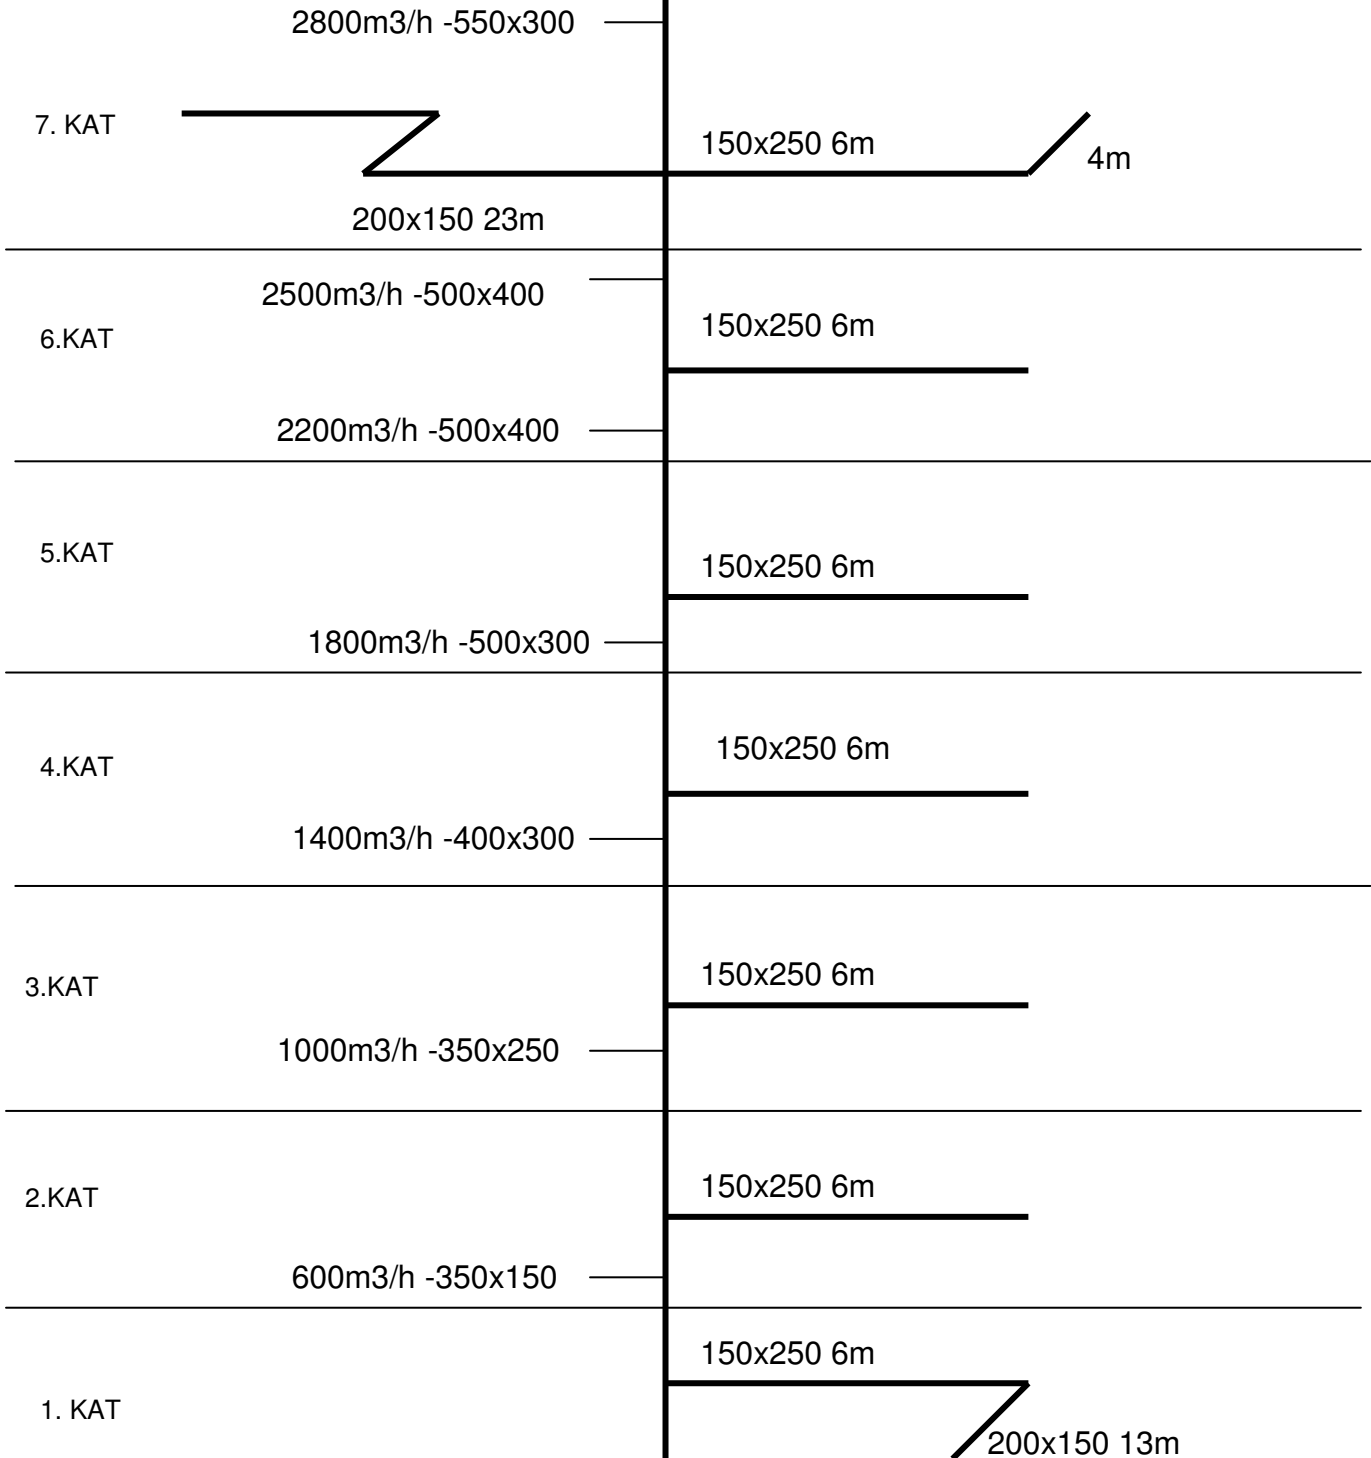 2800m3/h -550x300
7. KAT
150x250 6m
4m
200x150 23m
2500m3/h -500x400
150x250 6m
6.KAT
2200m3/h -500x400
5.KAT
150x250 6m
1800m3/h -500x300
150x250 6m
4.KAT
1400m3/h -400x300
150x250 6m
3.KAT
1000m3/h -350x250
150x250 6m
2.KAT
600m3/h -350x150
150x250 6m
1. KAT
200x150 13m